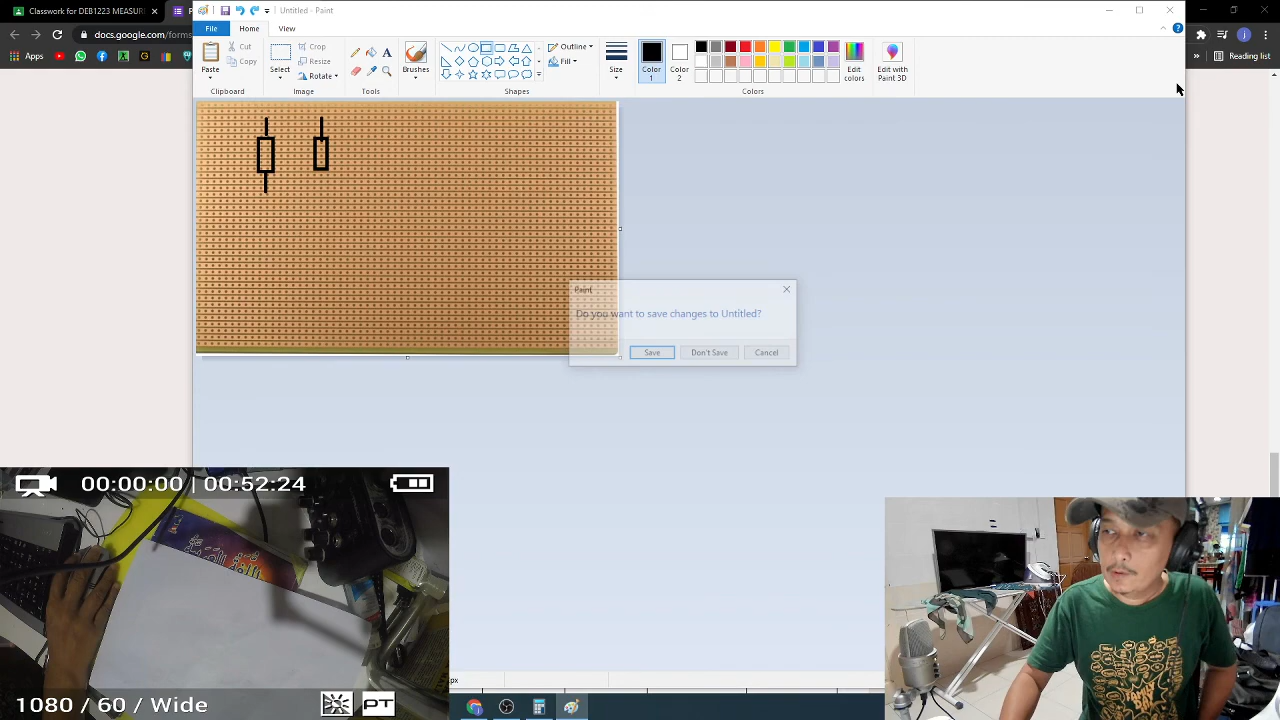 Classwork for DEB1223 MEASUR
docs.google.com/forms
Apps
Reading list
Untitled - Paint
File
Home
View
Paste
Cut
Copy
Clipboard
Select
Crop
Resize
Rotate
Image
Tools
Brushes
Outline
Fill
Shapes
Size
Color
1
Color
2
Edit
colors
Colors
Edit with
Paint 3D
Paint
Do you want to save changes to Untitled?
Save
Don't Save
Cancel
px
00:00:00 | 00:52:24
1080 / 60 / Wide
PT